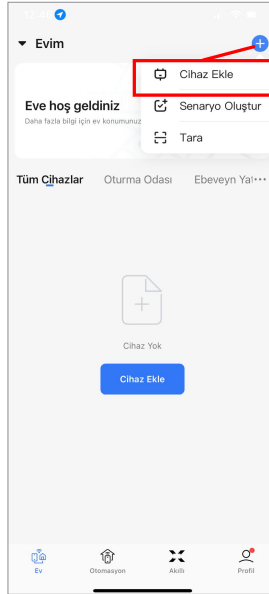 Evim
Cihaz Ekle
Eve hoş geldiniz
Senaryo Oluştur
Daha fazla bilgi için ev konumunuz
Tara
Tüm Cihazlar Oturma Odası Ebeveyn Ya
Cihaz Yok
Cihaz Ekle
Ev Otomasyon Akıllı Profil